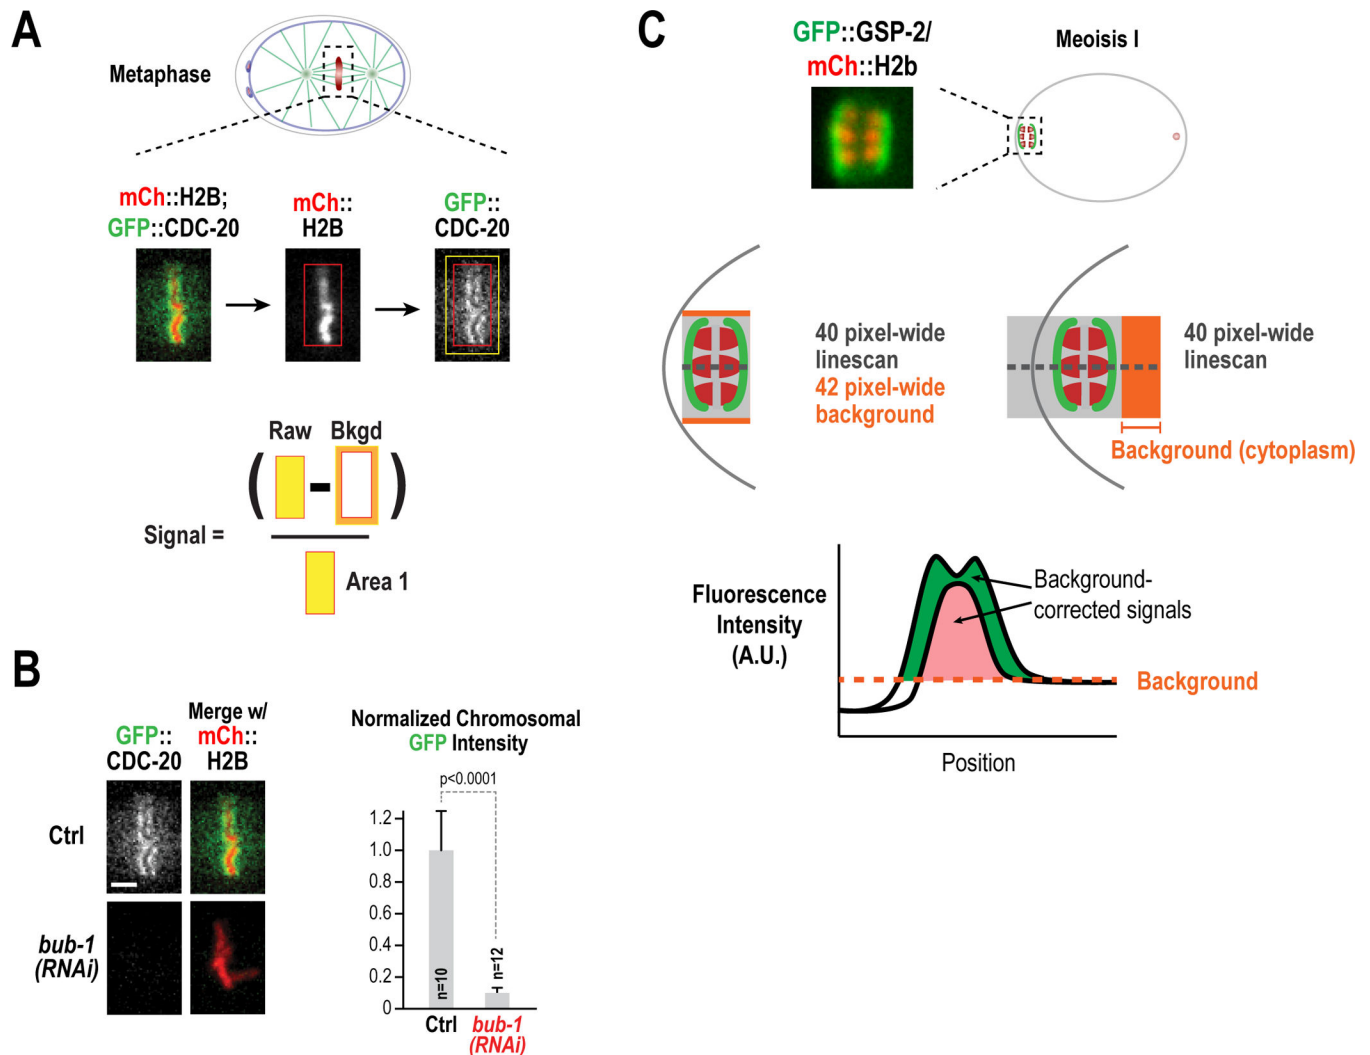 A
Metaphase
mCh::H2B;
GFP::CDC-20
mCh::
H2B
GFP::
CDC-20
Raw
Bkgd
( - )
Signal =
Area 1
B
GFP::
CDC-20
Merge w/
mCh::
H2B
Ctrl
bub-1
(RNAi)
Normalized Chromosomal
GFP Intensity
p<0.0001
1.2
1.0
0.8
0.6
0.4
0.2
0
n=10
n=12
Ctrl
bub-1
(RNAi)
C
GFP::GSP-2/
mCh::H2b
Meoisis I
40 pixel-wide
linescan
42 pixel-wide
background
40 pixel-wide
linescan
Background (cytoplasm)
Fluorescence
Intensity
(A.U.)
Background-
corrected signals
Background
Position